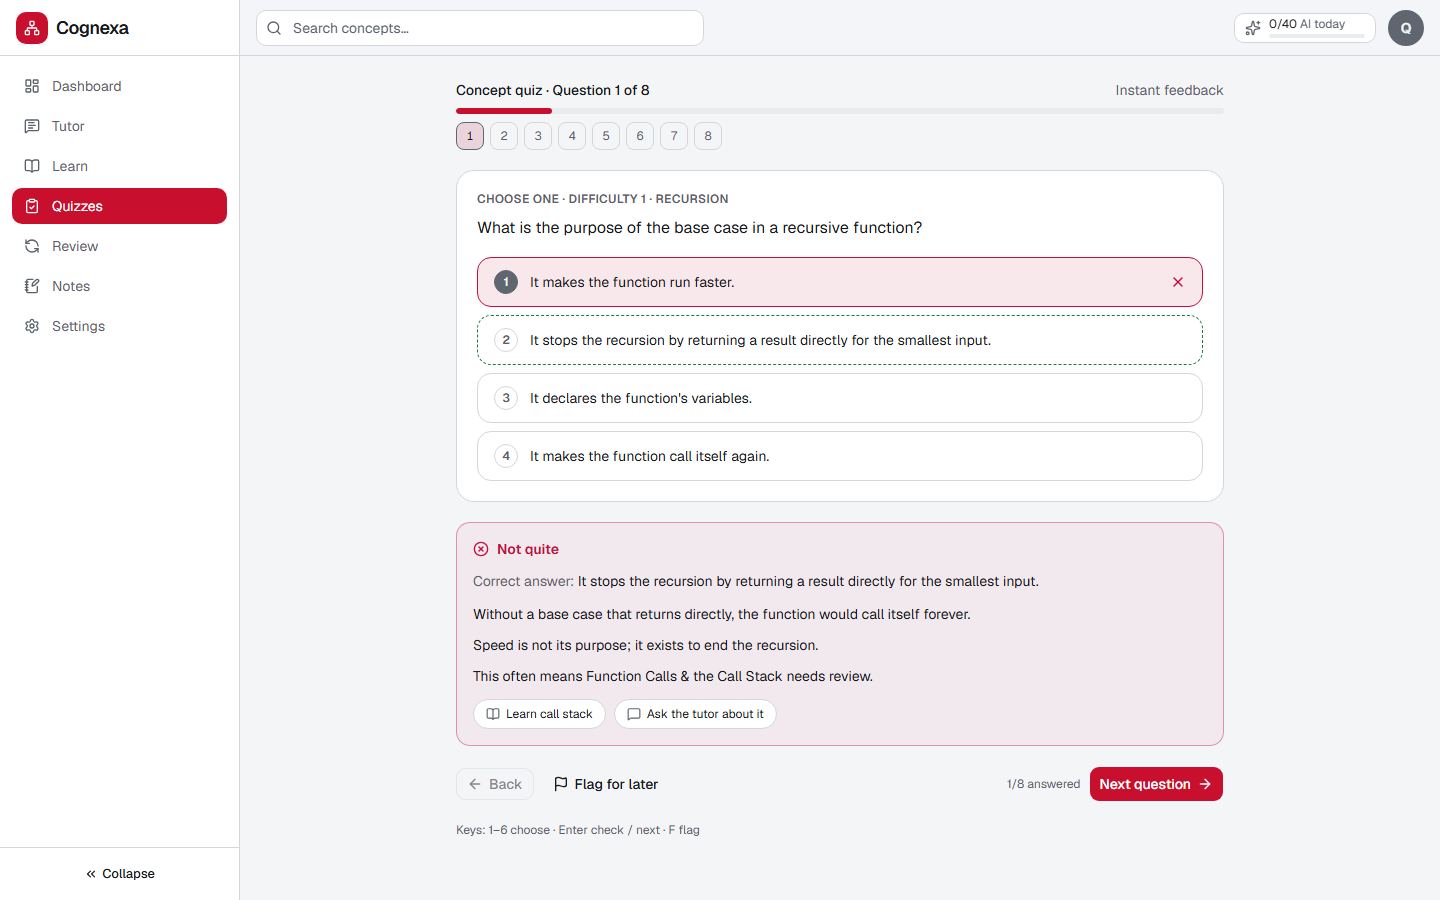 Cognexa
Search concepts...
0/40 AI today
Q
Dashboard
Tutor
Learn
Quizzes
Review
Notes
Settings
Collapse
Concept quiz · Question 1 of 8
Instant feedback
1 2 3 4 5 6 7 8
CHOOSE ONE · DIFFICULTY 1 · RECURSION
What is the purpose of the base case in a recursive function?
1 It makes the function run faster.
2 It stops the recursion by returning a result directly for the smallest input.
3 It declares the function's variables.
4 It makes the function call itself again.
Not quite
Correct answer: It stops the recursion by returning a result directly for the smallest input.
Without a base case that returns directly, the function would call itself forever.
Speed is not its purpose; it exists to end the recursion.
This often means Function Calls & the Call Stack needs review.
Learn call stack
Ask the tutor about it
Back
Flag for later
1/8 answered
Next question
Keys: 1–6 choose · Enter check / next · F flag